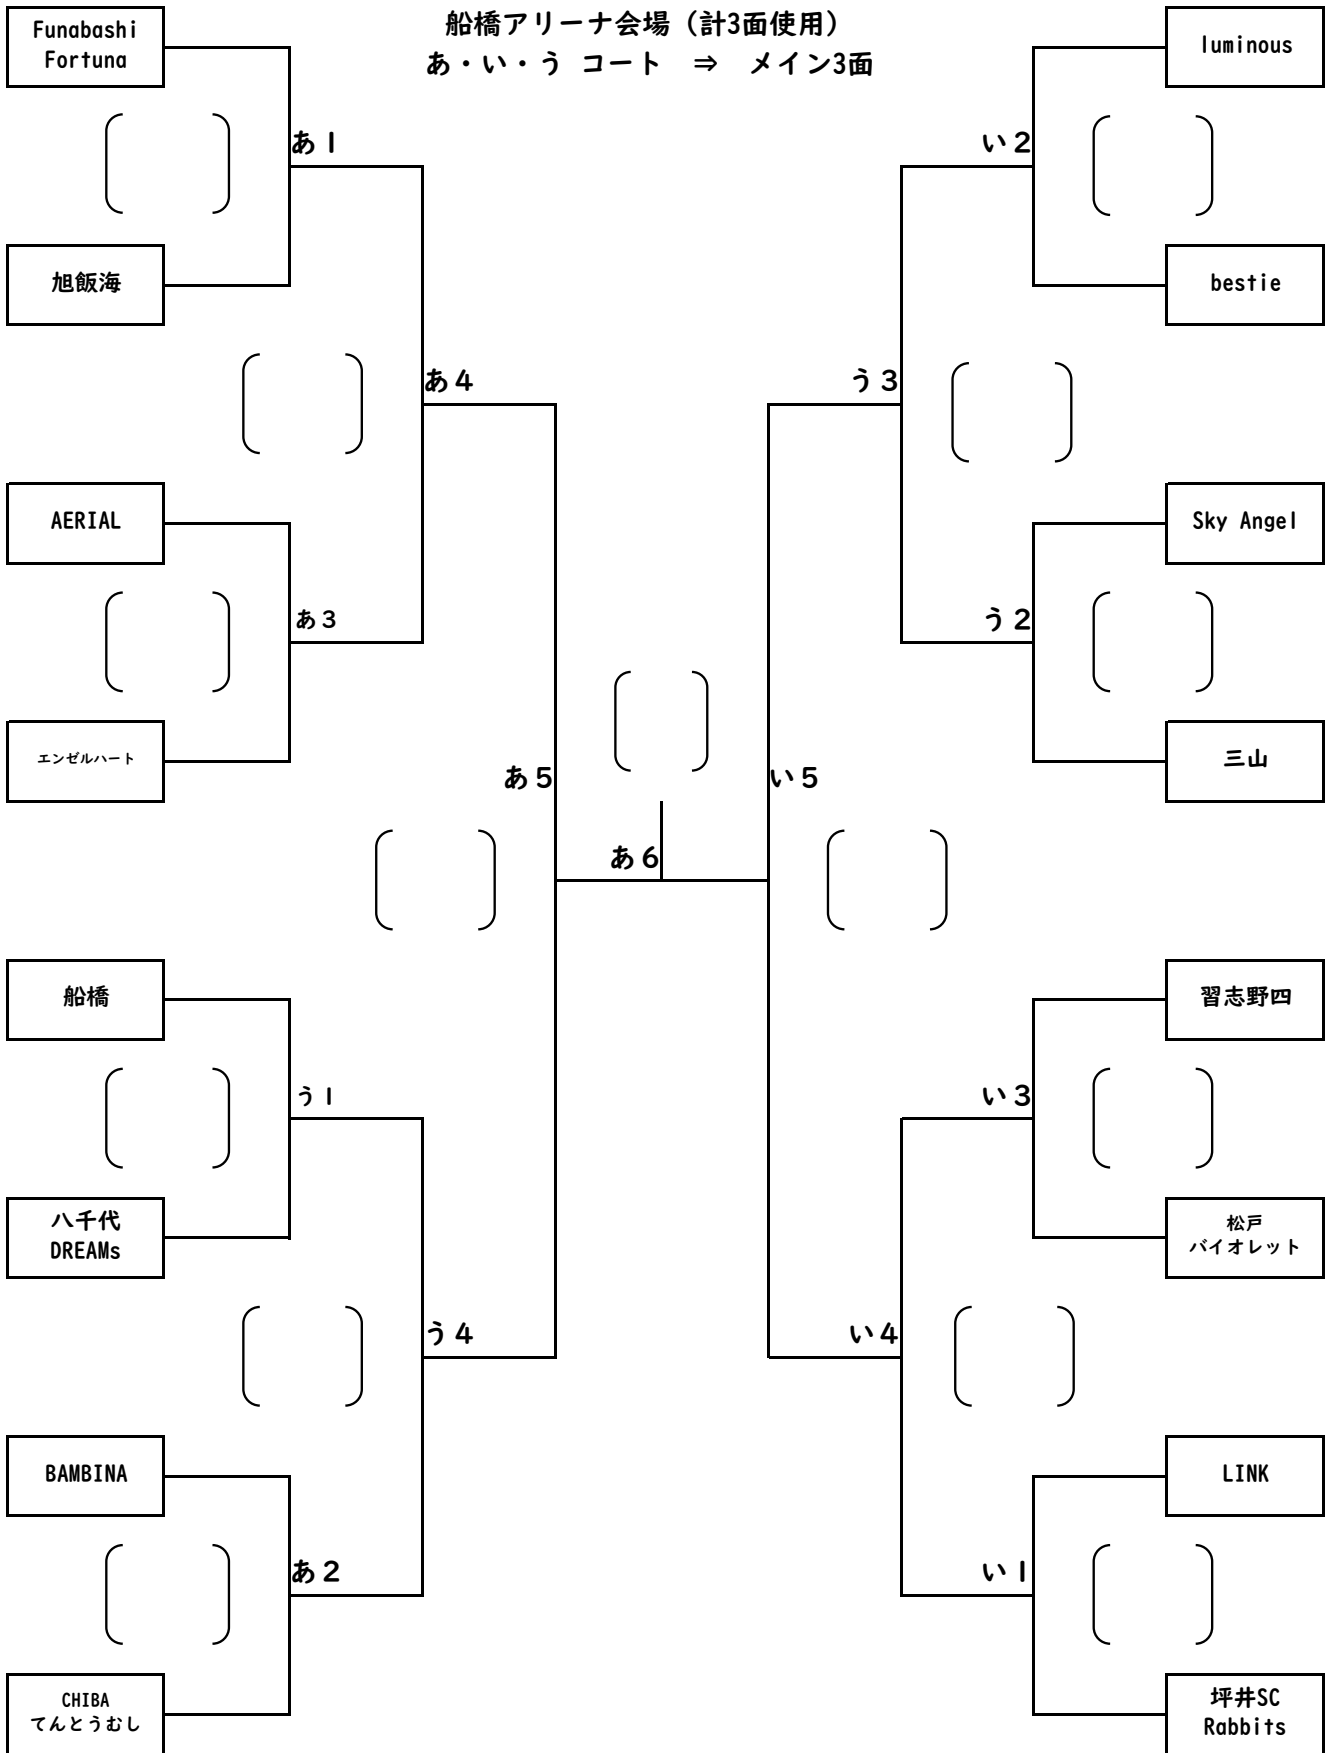 船橋アリーナ会場（計3面使用）
あ・い・う コート ⇒ メイン3面
Funabashi
Fortuna
あ１
旭飯海
あ４
AERIAL
あ３
エンゼルハート
あ５
船橋
う１
八千代
DREAMs
う４
BAMBINA
あ２
CHIBA
てんとうむし
あ６
luminous
い２
bestie
う３
Sky Angel
う２
三山
い５
習志野四
い３
松戸
バイオレット
い４
LINK
い１
坪井SC
Rabbits